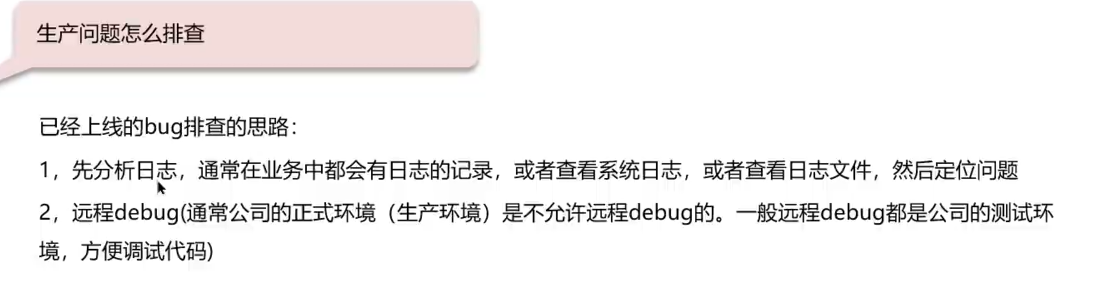 生产问题怎么排查
已经上线的bug排查的思路：
1，先分析日志，通常在业务中都会有日志的记录，或者查看系统日志，或者查看日志文件，然后定位问题
2，远程debug(通常公司的正式环境（生产环境）是不允许远程debug的。一般远程debug都是公司的测试环
境，方便调试代码)